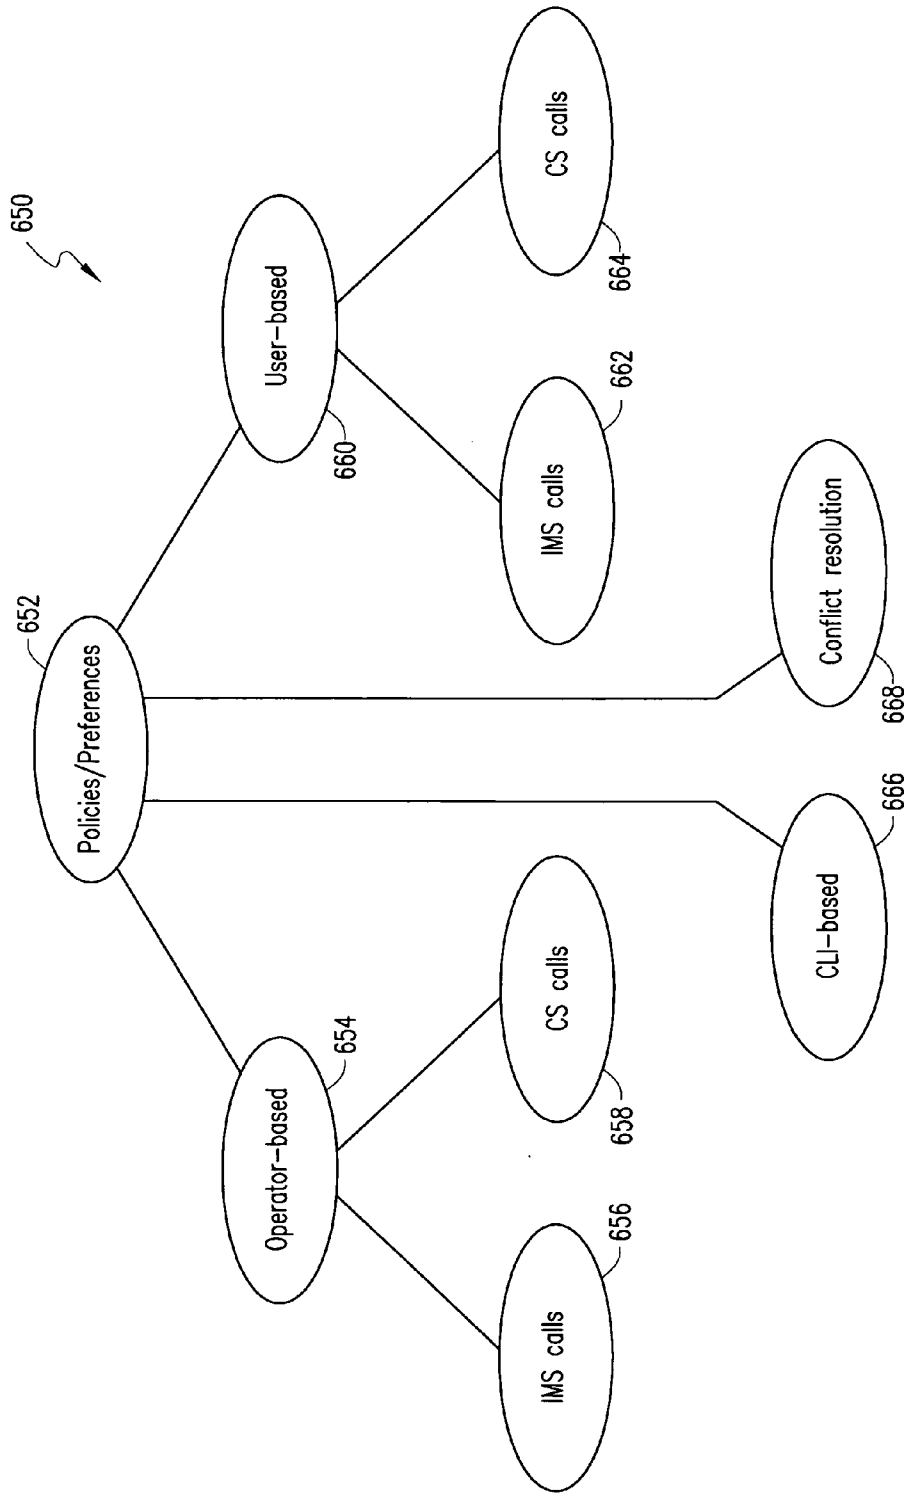 650
Policies/Preferences
652
Operator-based
654
User-based
660
IMS calls
656
CS calls
658
IMS calls
662
CS calls
664
CLI-based
666
Conflict resolution
668